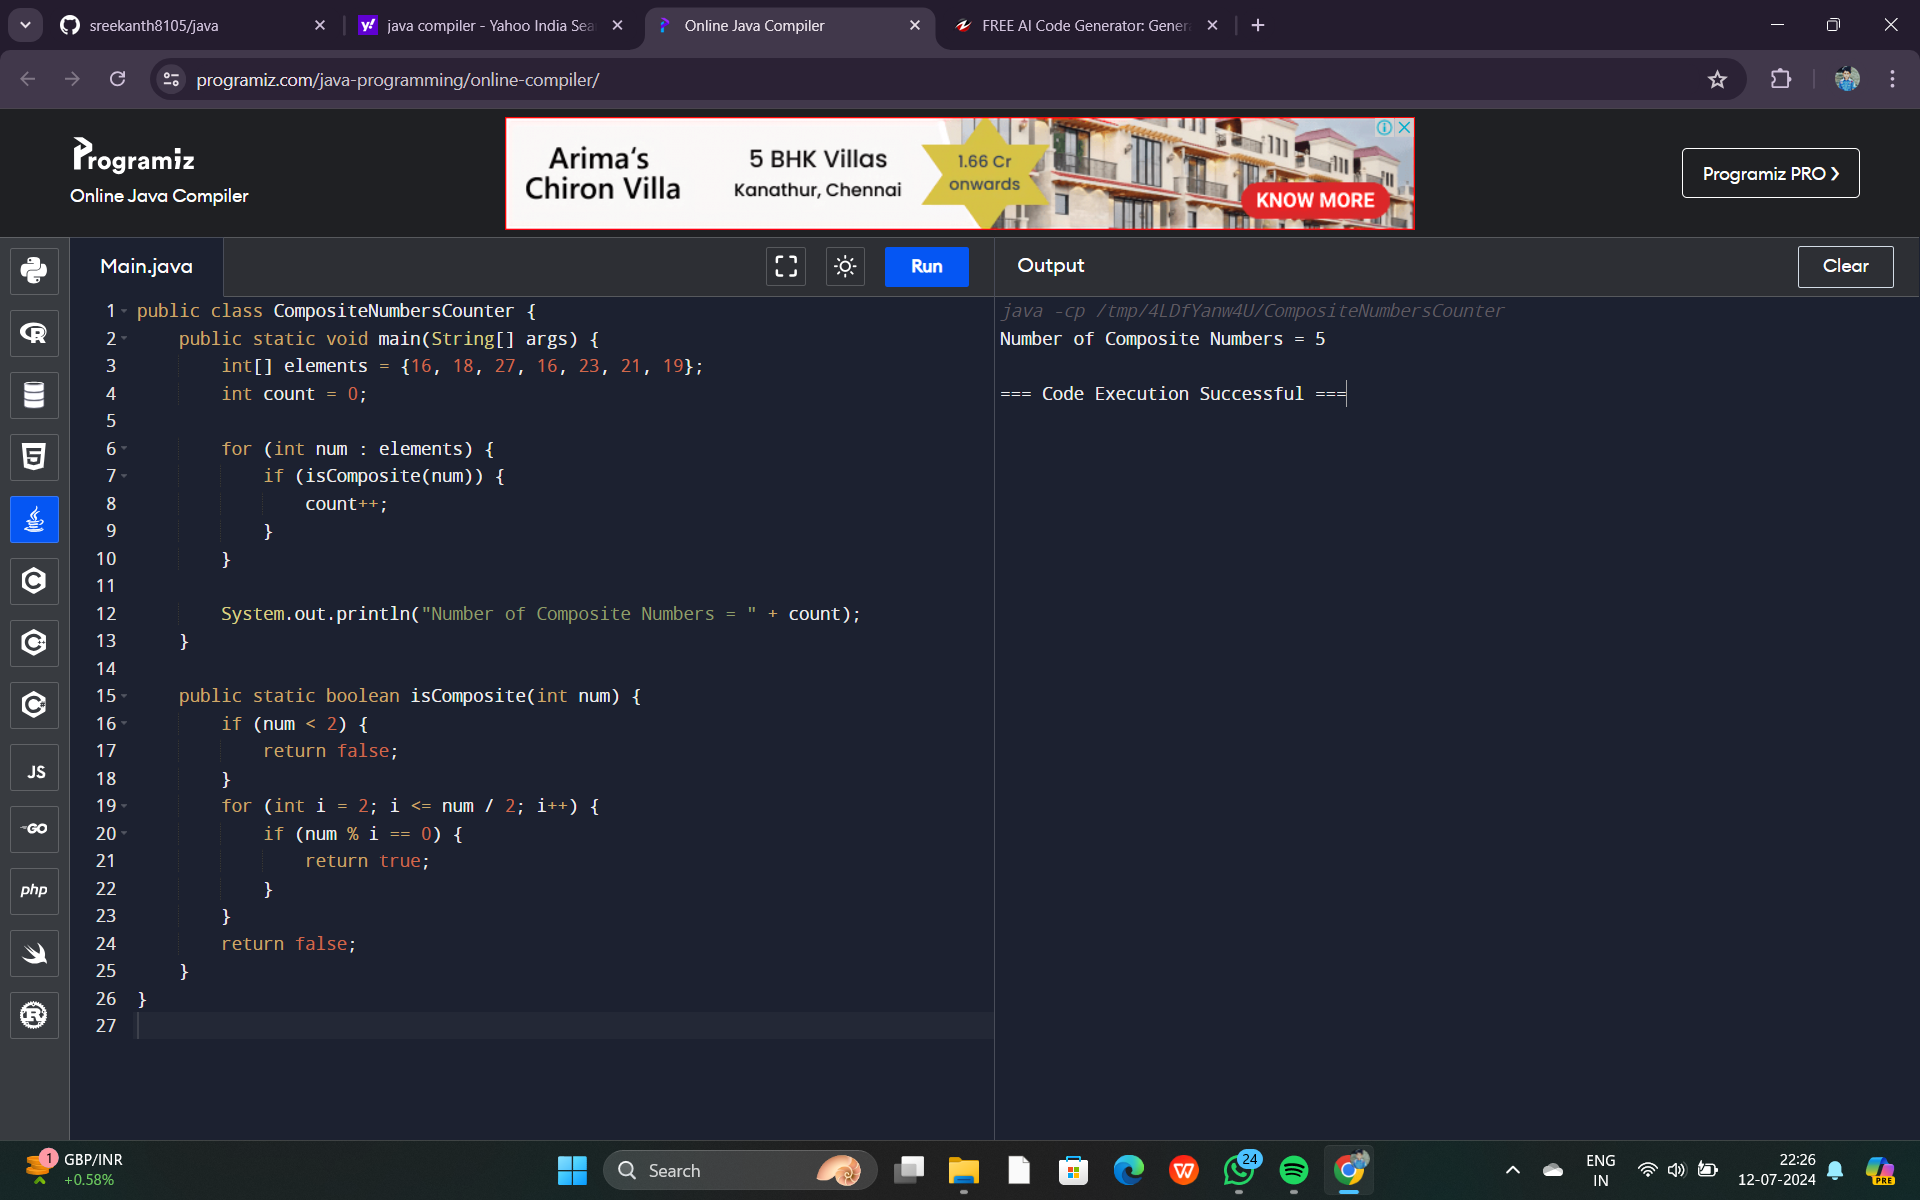 sreekanth8105/java
java compiler - Yahoo India Sea
Online Java Compiler
FREE AI Code Generator: Gener
programiz.com/java-programming/online-compiler/
Programiz
Online Java Compiler
Arima's
Chiron Villa
5 BHK Villas
Kanathur, Chennai
1.66 Cr
onwards
KNOW MORE
Programiz PRO >
Main.java
Run
Output
Clear
1 public class CompositeNumbersCounter {
2     public static void main(String[] args) {
3         int[] elements = {16, 18, 27, 16, 23, 21, 19};
4         int count = 0;
5
6         for (int num : elements) {
7             if (isComposite(num)) {
8                 count++;
9             }
10         }
11
12         System.out.println("Number of Composite Numbers = " + count);
13     }
14
15     public static boolean isComposite(int num) {
16         if (num < 2) {
17             return false;
18         }
19         for (int i = 2; i <= num / 2; i++) {
20             if (num % i == 0) {
21                 return true;
22             }
23         }
24         return false;
25     }
26 }
27
java -cp /tmp/4LDfYanw4U/CompositeNumbersCounter
Number of Composite Numbers = 5
=== Code Execution Successful ===
R
5
C
C
C
JS
GO
php
R
1
GBP/INR
+0.58%
Search
W
24
PRE
ENG
IN
22:26
12-07-2024